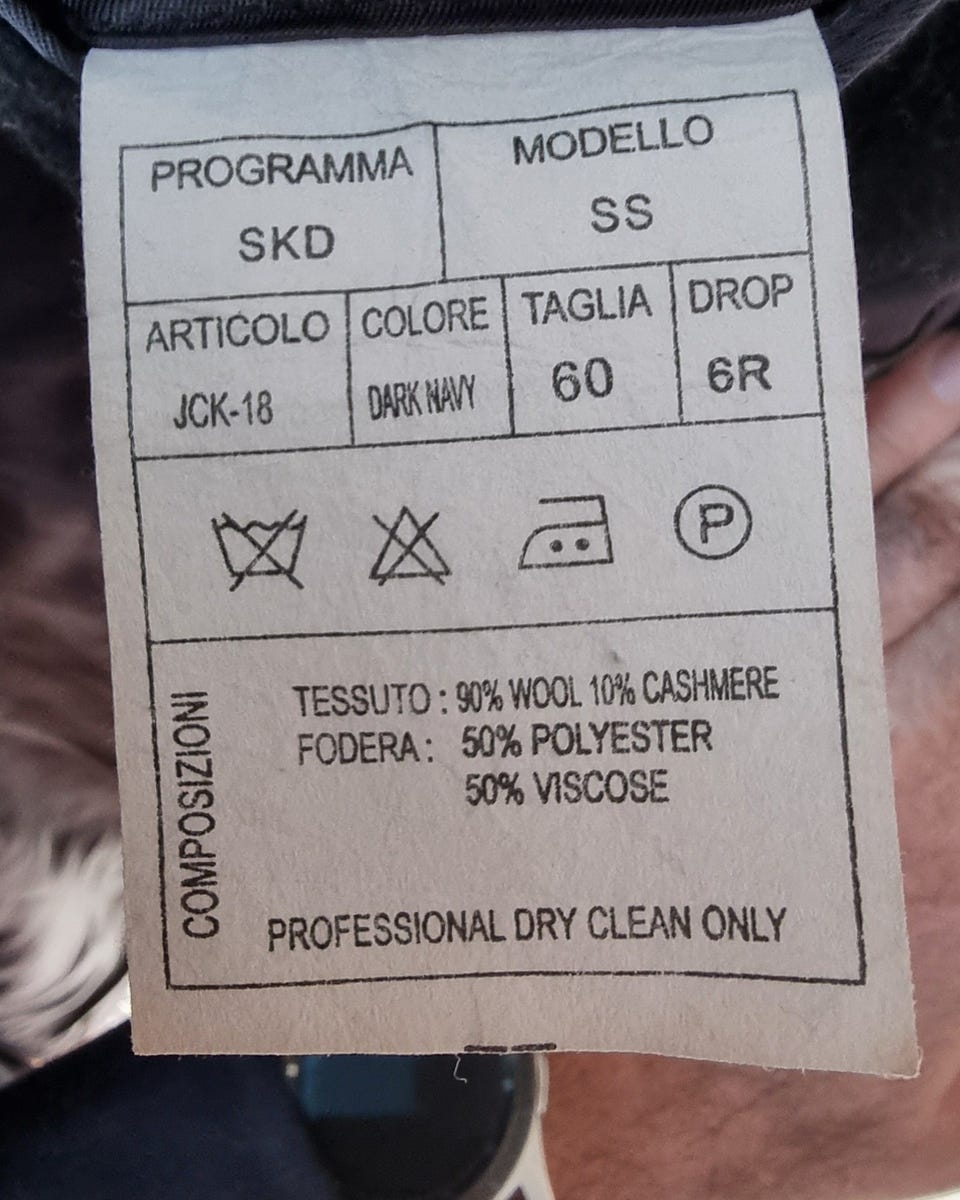 PROGRAMMA
SKD
MODELLO
SS
ARTICOLO
JCK-18
COLORE
DARK NAVY
TAGLIA
60
DROP
6R
P
COMPOSIZIONI
TESSUTO : 90% WOOL 10% CASHMERE
FODERA : 50% POLYESTER
50% VISCOSE
PROFESSIONAL DRY CLEAN ONLY